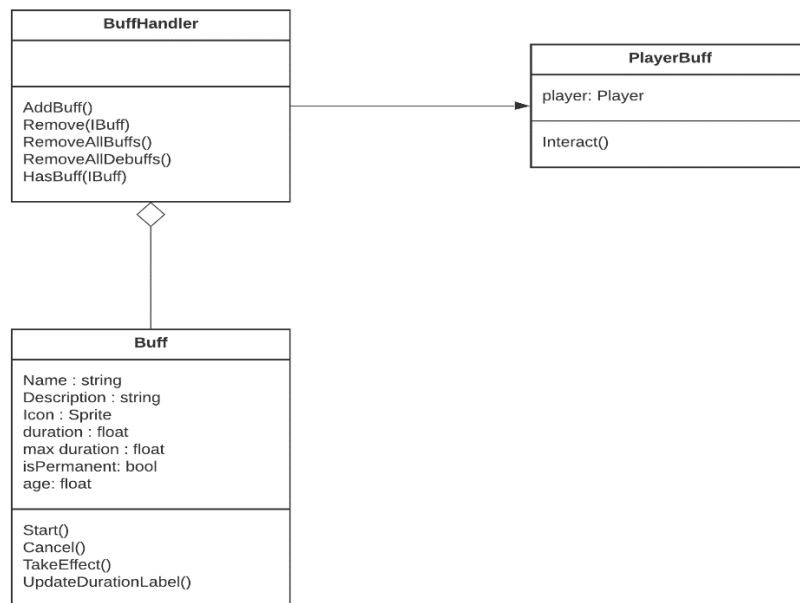 BuffHandler
AddBuff()
Remove(IBuff)
RemoveAllBuffs()
RemoveAllDebuffs()
HasBuff(IBuff)
PlayerBuff
player: Player
Interact()
Buff
Name : string
Description : string
Icon : Sprite
duration : float
max duration : float
isPermanent: bool
age: float
Start()
Cancel()
TakeEffect()
UpdateDurationLabel()